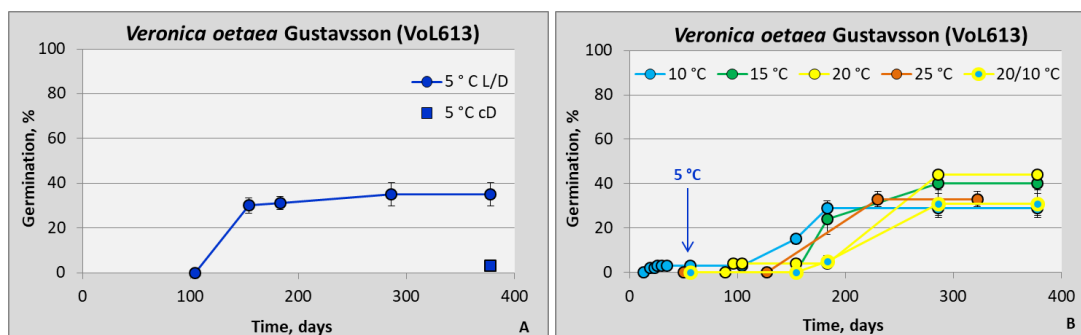 Veronica oetaea Gustavsson (VoL613)
Germination, %
100
80
60
40
20
0
5 ° C L/D
5 °C cD
0 100 200 300 400
Time, days
A
Veronica oetaea Gustavsson (VoL613)
Germination, %
100
80
60
40
20
0
10 °C 15 °C 20 °C 25 °C 20/10 °C
5 °C
0 100 200 300 400
Time, days
B